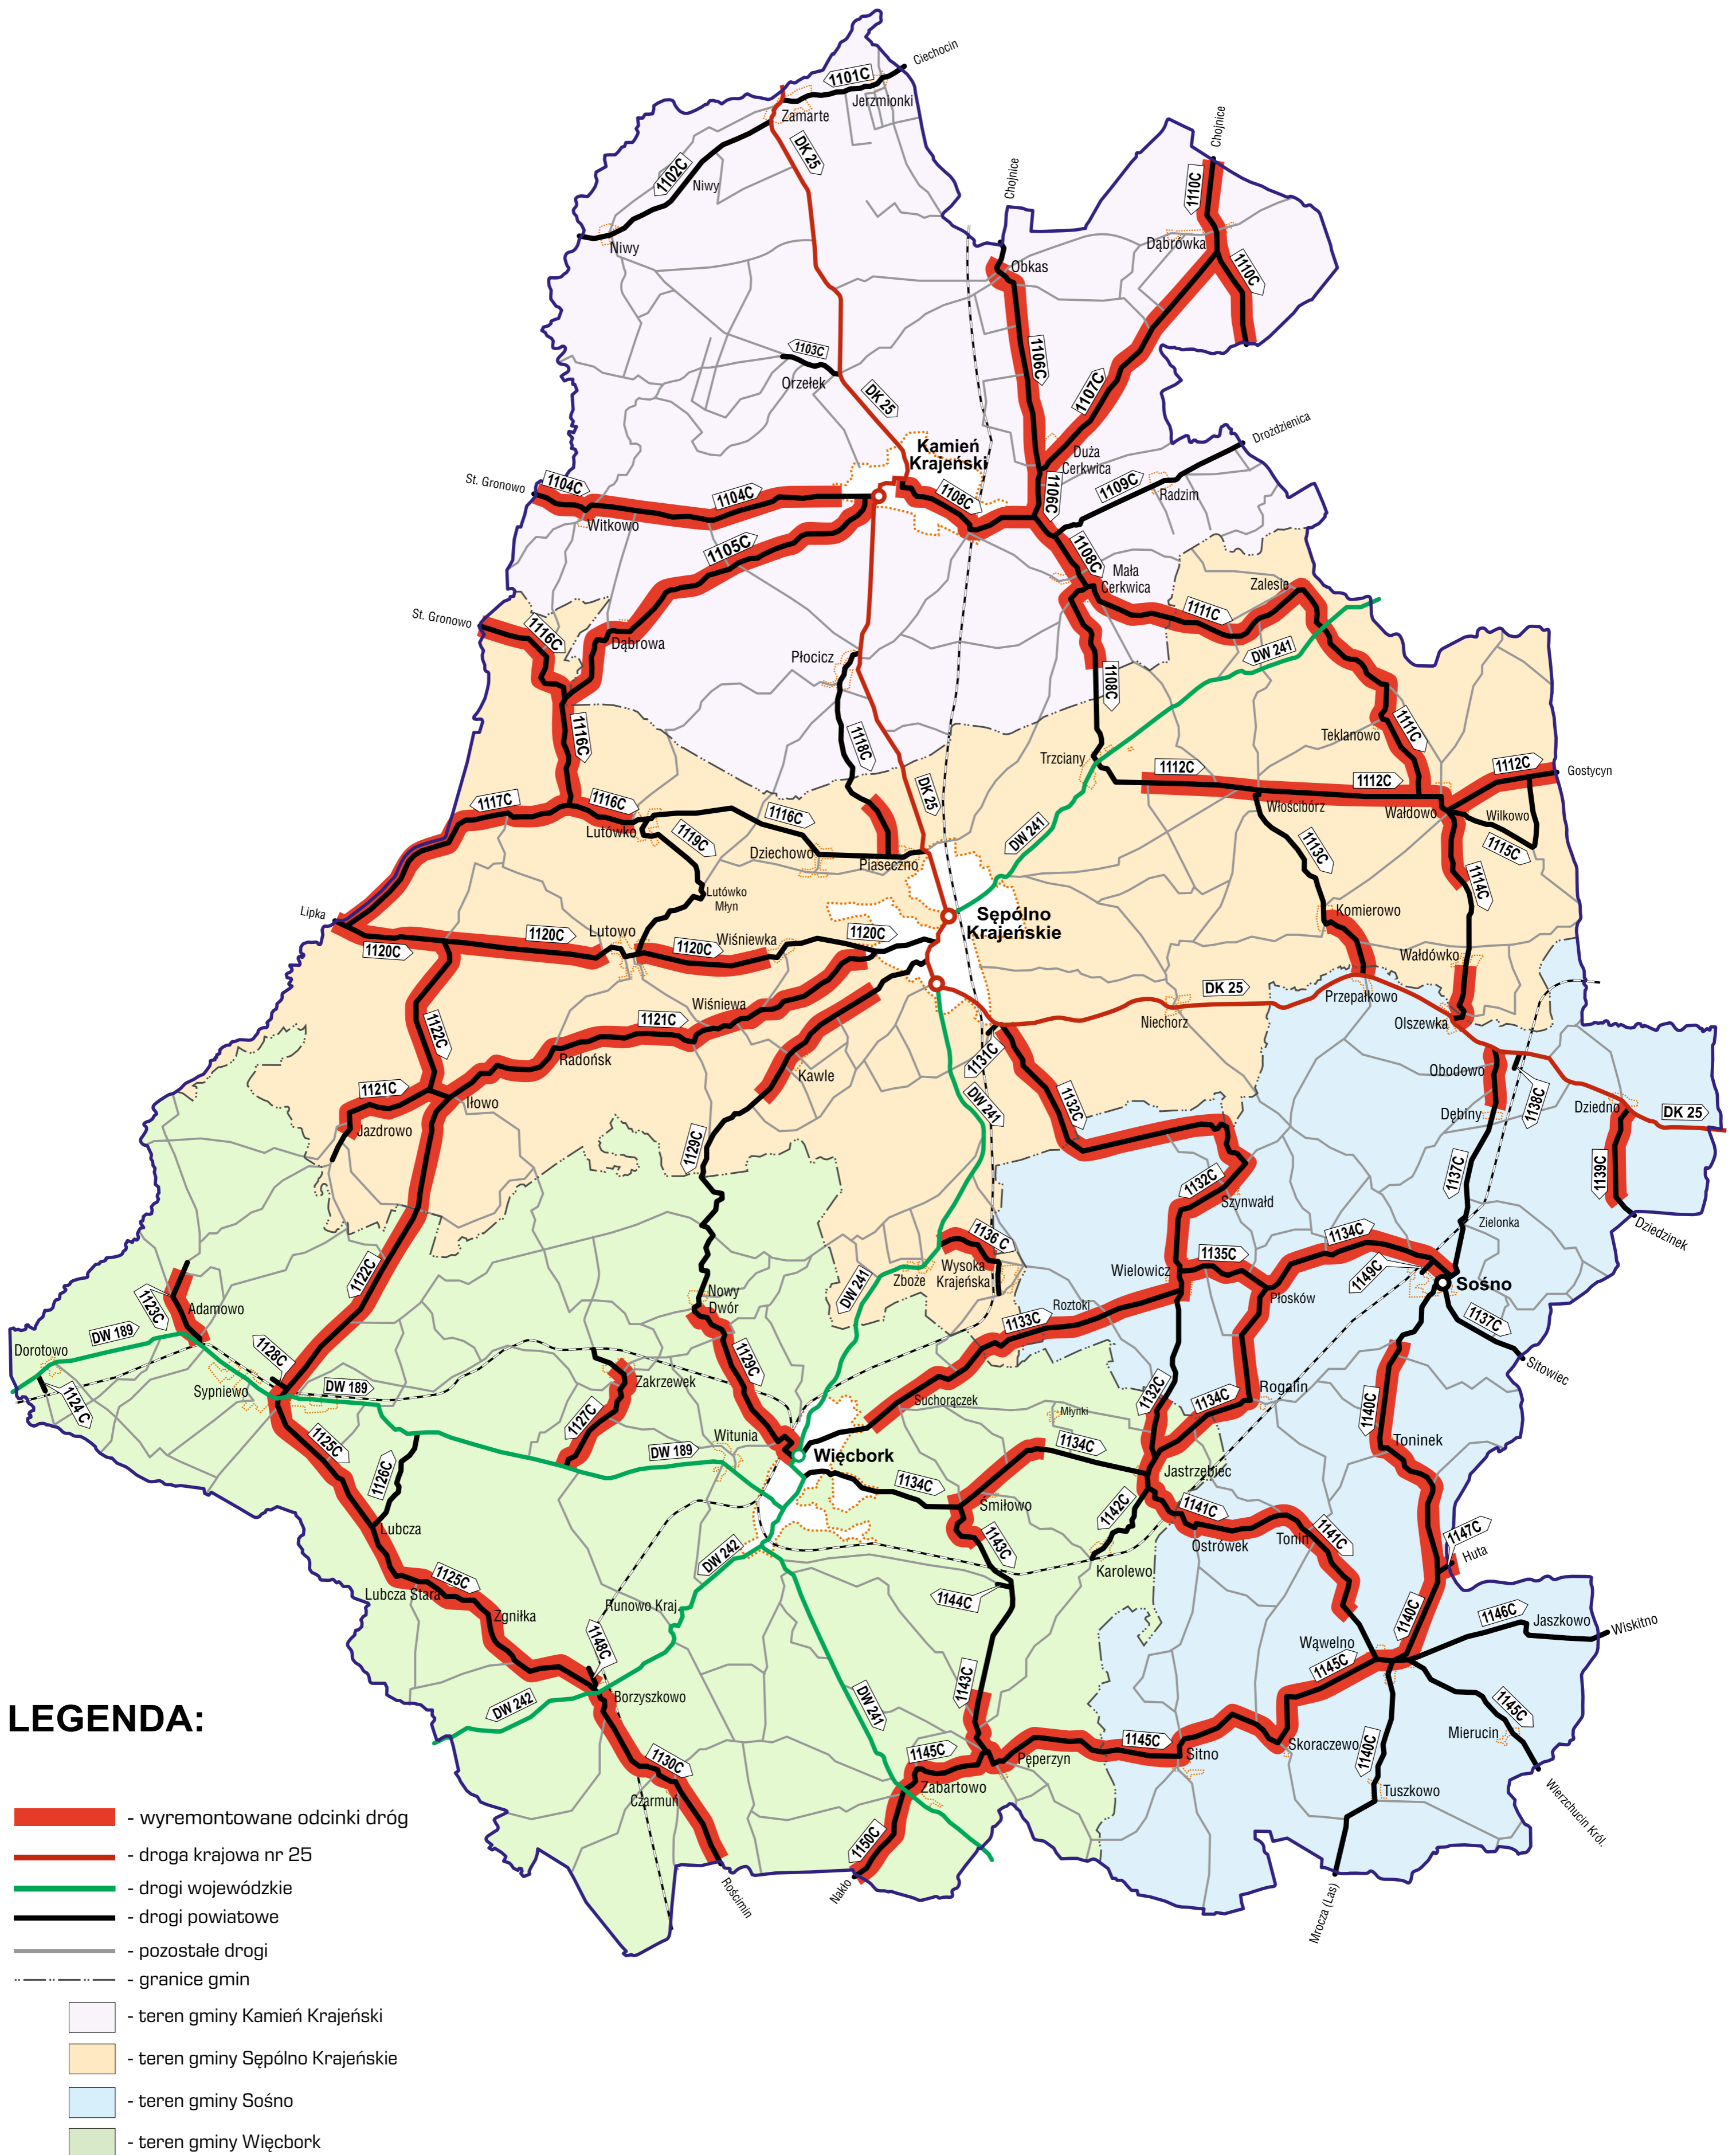 Ciechocin
1101C
Jerzmionki
Zamarte
DK 25
1102C
Niwy
Niwy
Chojnice
Chojnice
1110C
Dąbrówka
1110C
Obkas
1106C
1107C
1103C
Orzełek
DK 25
Kamień
Krajeński
Duża
Cerkwica
Drożdzienica
St. Gronowo
1104C
1104C
1108C
1106C
1109C
Radzim
Witkowo
1105C
1108C
Mała
Cerkwica
Zalesie
St. Gronowo
1116C
Dąbrowa
1111C
Płocicz
DW 241
1108C
1116C
1118C
Teklanowo
1111C
Trzciany
1112C
1112C
1112C
Gostycyn
DK 25
1117C
1116C
1116C
Włościbórz
Wałdowo
Wilkowo
Lutówko
1119C
Dziechowo
Piaseczno
DW 241
1113C
1115C
1114C
Lutówko
Młyn
Lipka
Sępólno
Krajeńskie
Komierowo
1120C
1120C
Lutowo
1120C
Wiśniewka
1120C
Wałdówko
DK 25
Przepałkowo
Wiśniewa
1121C
Niechorz
Olszewka
1122C
Radońsk
1131C
Kawle
1132C
Obodowo
1138C
1121C
Iłowo
DW 241
Dębiny
Dziedno
DK 25
Jazdrowo
1129C
1137C
1139C
1132C
Szynwałd
Zielonka
Dziedzinek
1136 C
1134C
1135C
Wysoka
Krajeńska
Zboże
Wielowicz
1149C
Sośno
1122C
DW 241
Płosków
1123C
Adamowo
Nowy
Dwór
Roztoki
1133C
1137C
DW 189
Dorotowo
1128C
1129C
Sitowiec
1124 C
Sypniewo
DW 189
Zakrzewek
Suchorączek
1132C
1134C
Rogalin
1140C
1127C
Młynki
1125C
Witunia
DW 189
Więcbork
1134C
Toninek
1126C
1134C
Jastrzębiec
Śmiłowo
1142C
1141C
1141C
Lubcza
1143C
Ostrówek
Tonin
1147C
Huta
DW 242
Karolewo
1125C
Lubcza Stara
1144C
Zgniłka
Runowo Kraj.
1140C
1146C
Jaszkowo
Wiskitno
1148C
Wąwelno
1145C
1143C
Borzyszkowo
DW 242
DW 241
1145C
Mierucin
1145C
1145C
Sitno
Skoraczewo
1140C
Pęperzyn
1130C
Zabartowo
Tuszkowo
Wierzchucin Król.
Czarmuń
1150C
Rościmin
Nakło
Mrocza (Las)
LEGENDA:
- wyremontowane odcinki dróg
- droga krajowa nr 25
- drogi wojewódzkie
- drogi powiatowe
- pozostałe drogi
- granice gmin
- teren gminy Kamień Krajeński
- teren gminy Sępólno Krajeńskie
- teren gminy Sośno
- teren gminy Więcbork